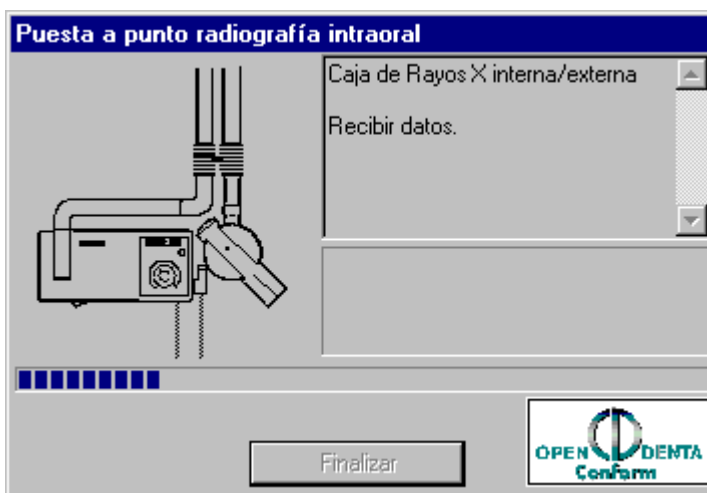 Puesta a punto radiografía intraoral
Caja de Rayos X interna/externa
Recibir datos.
Finalizar
OPEN DENTA
Conform